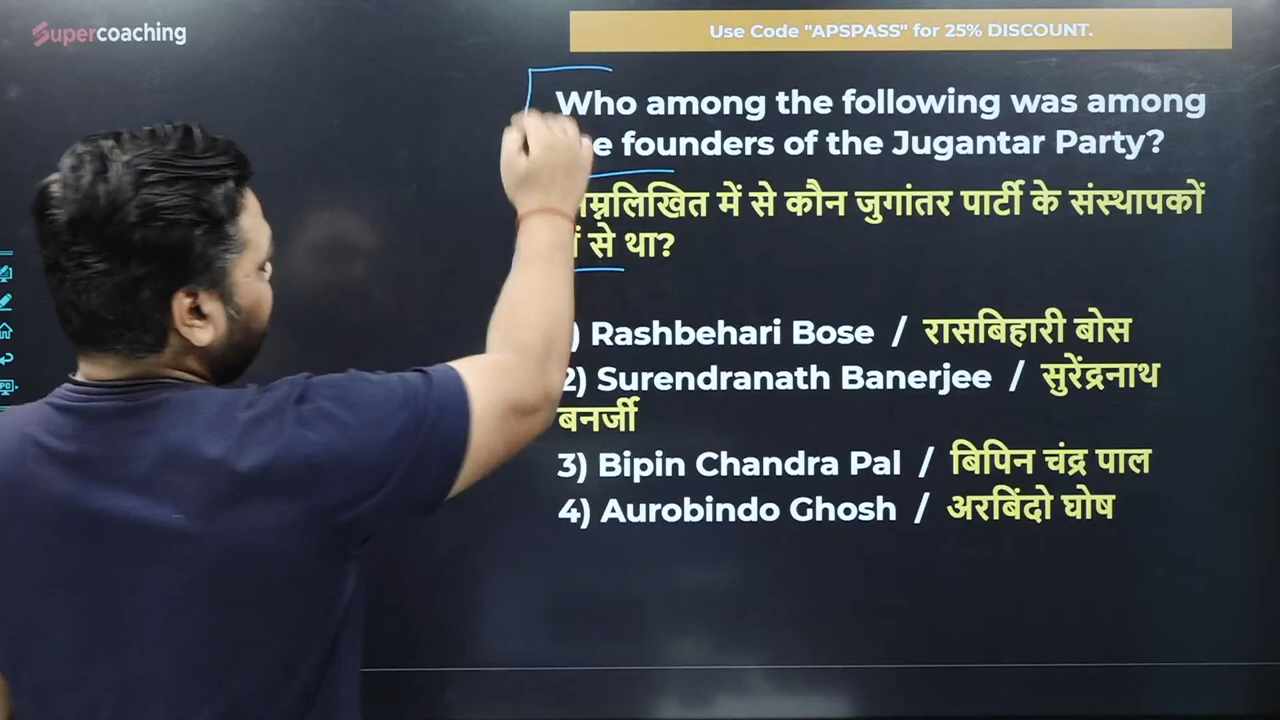 Supercoaching
Use Code "APSPASS" for 25% DISCOUNT.
Who among the following was among
founders of the Jugantar Party?
में से कौन जुगांतर पार्टी के संस्थापकों
से था?
Rashbehari Bose / रासबिहारी बोस
2) Surendranath Banerjee / सुरेंद्रनाथ
बनर्जी
3) Bipin Chandra Pal / बिपिन चंद्र पाल
4) Aurobindo Ghosh / अरबिंदो घोष